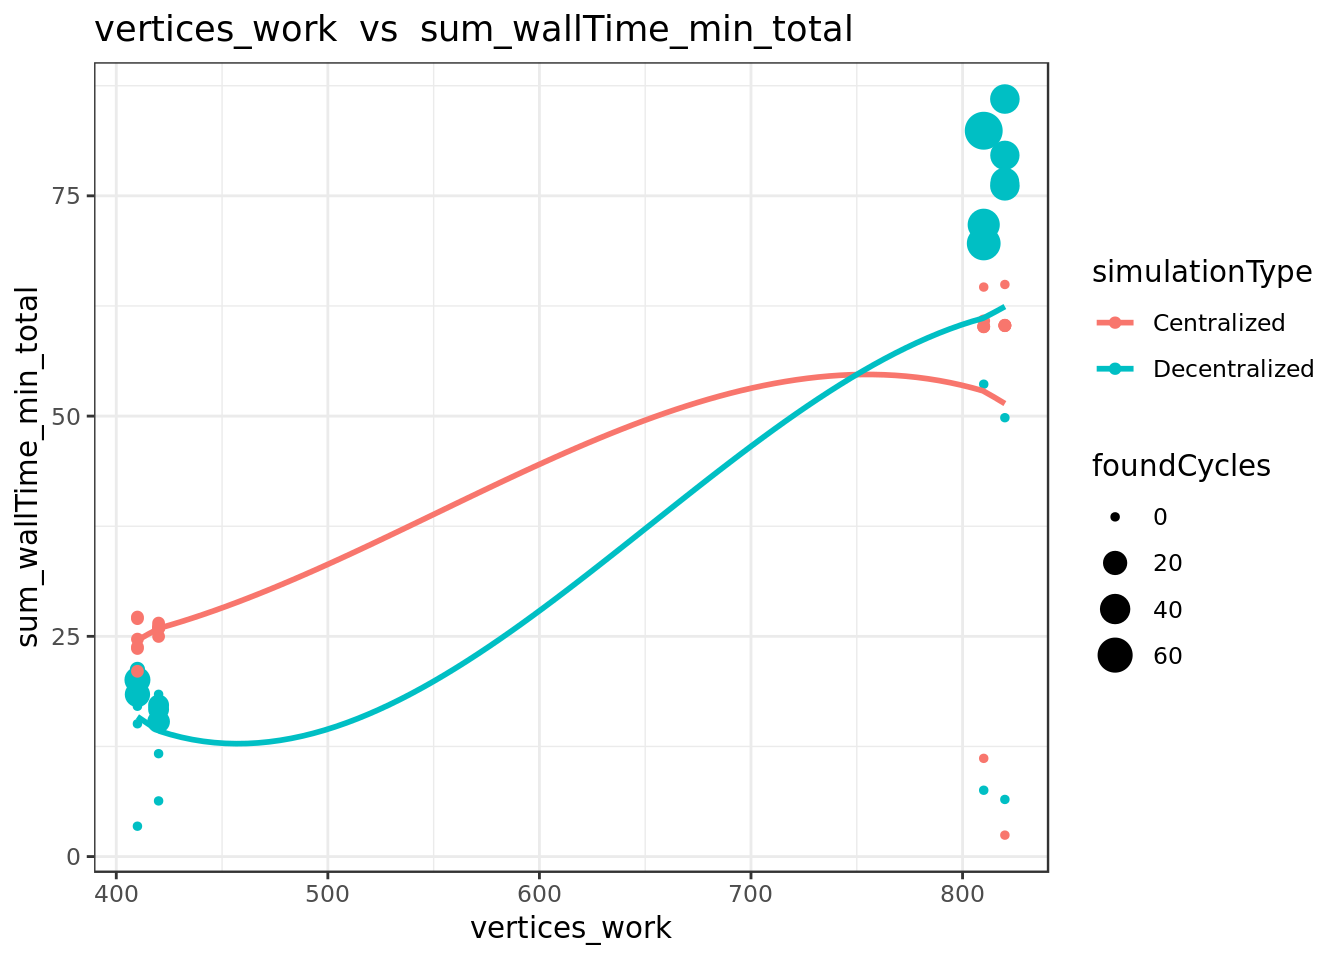 vertices_work vs sum_wallTime_min_total
sum_wallTime_min_total
75
50
25
0
400 500 600 700 800
vertices_work
simulationType
Centralized
Decentralized
foundCycles
0
20
40
60